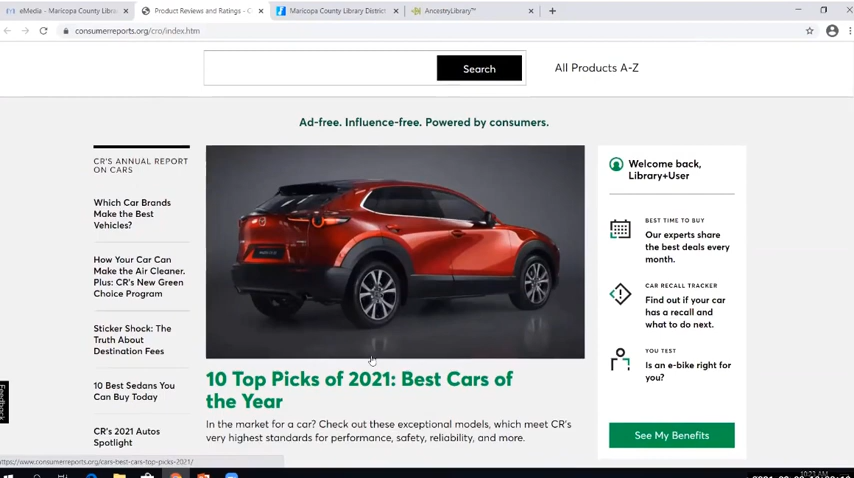 eMedia - Maricopa County Libra
Product Reviews and Ratings - C
Maricopa County Library District
AncestryLibrary™
consumerreports.org/cro/index.htm
Search
All Products A-Z
Ad-free. Influence-free. Powered by consumers.
CR'S ANNUAL REPORT
ON CARS
Which Car Brands
Make the Best
Vehicles?
How Your Car Can
Make the Air Cleaner.
Plus: CR's New Green
Choice Program
Sticker Shock: The
Truth About
Destination Fees
10 Best Sedans You
Can Buy Today
CR's 2021 Autos
Spotlight
10 Top Picks of 2021: Best Cars of
the Year
In the market for a car? Check out these exceptional models, which meet CR's
very highest standards for performance, safety, reliability, and more.
Welcome back,
Library+User
BEST TIME TO BUY
Our experts share
the best deals every
month.
CAR RECALL TRACKER
Find out if your car
has a recall and
what to do next.
YOU TEST
Is an e-bike right for
you?
See My Benefits
Feedback
https://www.consumerreports.org/cars-best-cars-top-picks-2021/